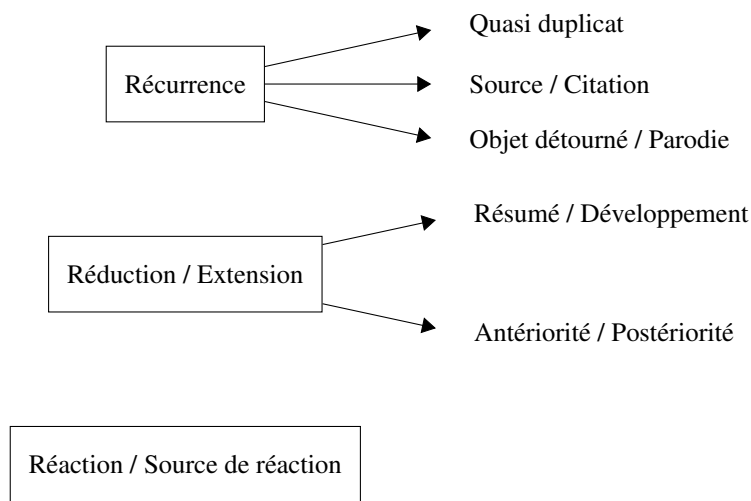 Quasi duplicat
Récurrence
Source / Citation
Objet détourné / Parodie
Résumé / Développement
Réduction / Extension
Antériorité / Postériorité
Réaction / Source de réaction